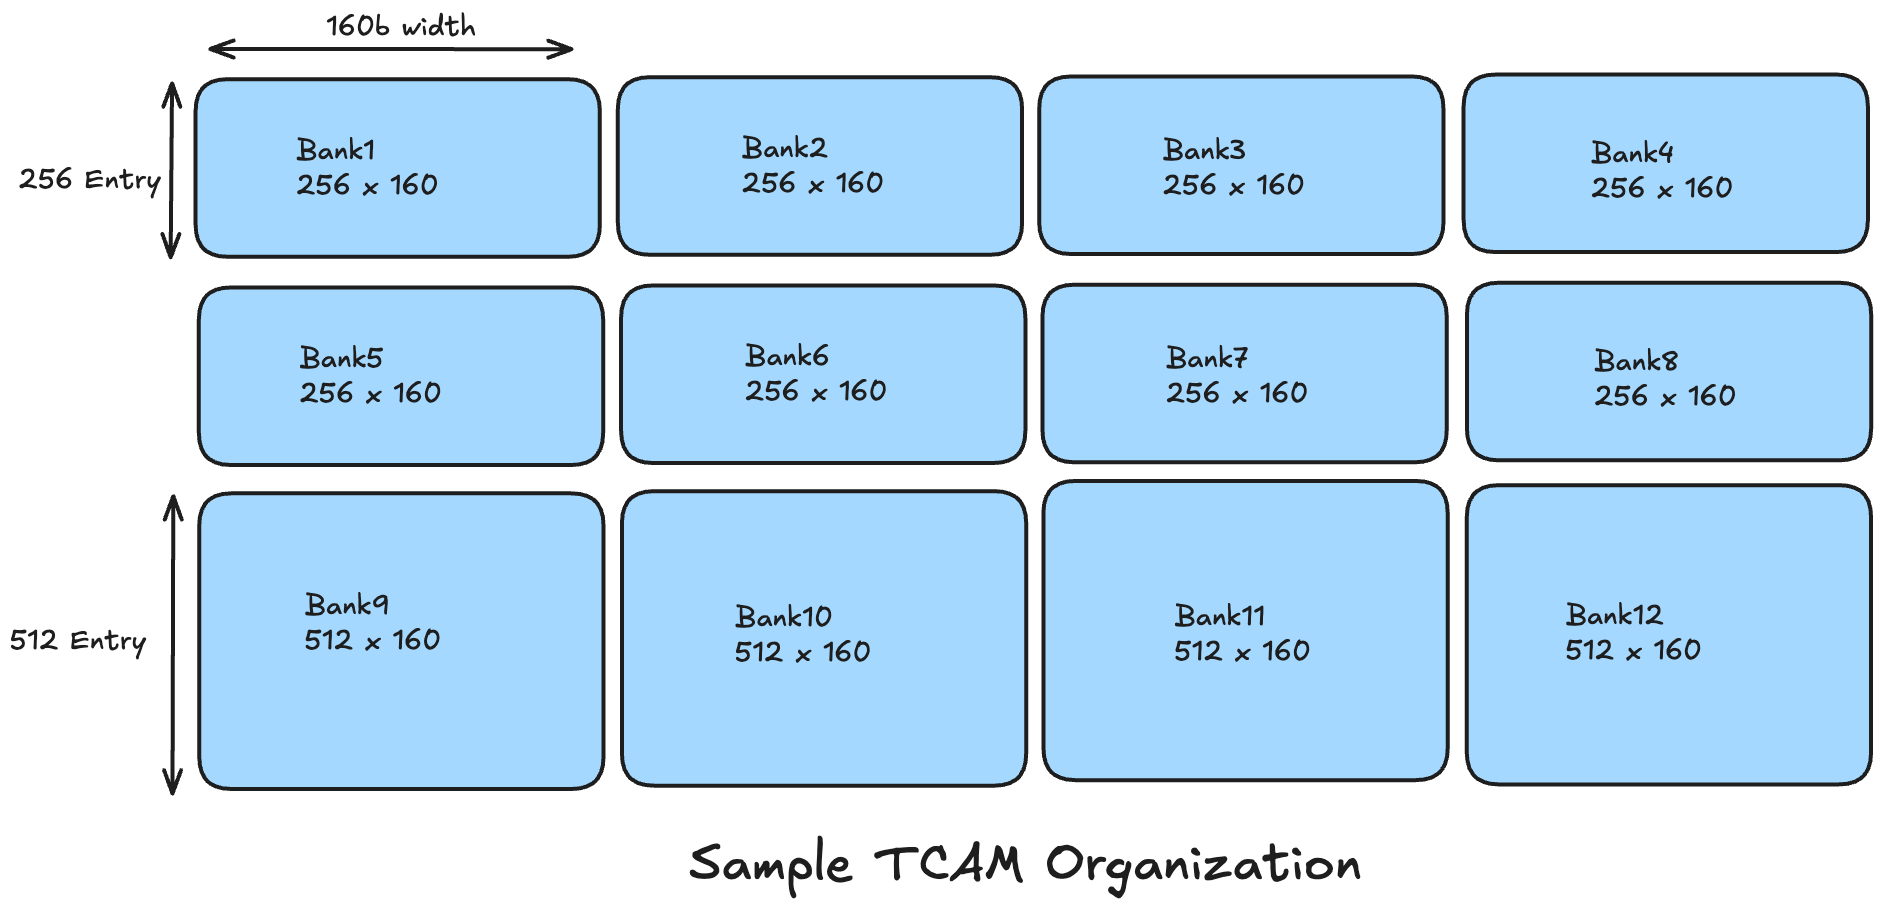 160b width
256 Entry
Bank1
256 x 160
Bank2
256 x 160
Bank3
256 x 160
Bank4
256 x 160
Bank5
256 x 160
Bank6
256 x 160
Bank7
256 x 160
Bank8
256 x 160
512 Entry
Bank9
512 x 160
Bank10
512 x 160
Bank11
512 x 160
Bank12
512 x 160
Sample TCAM Organization